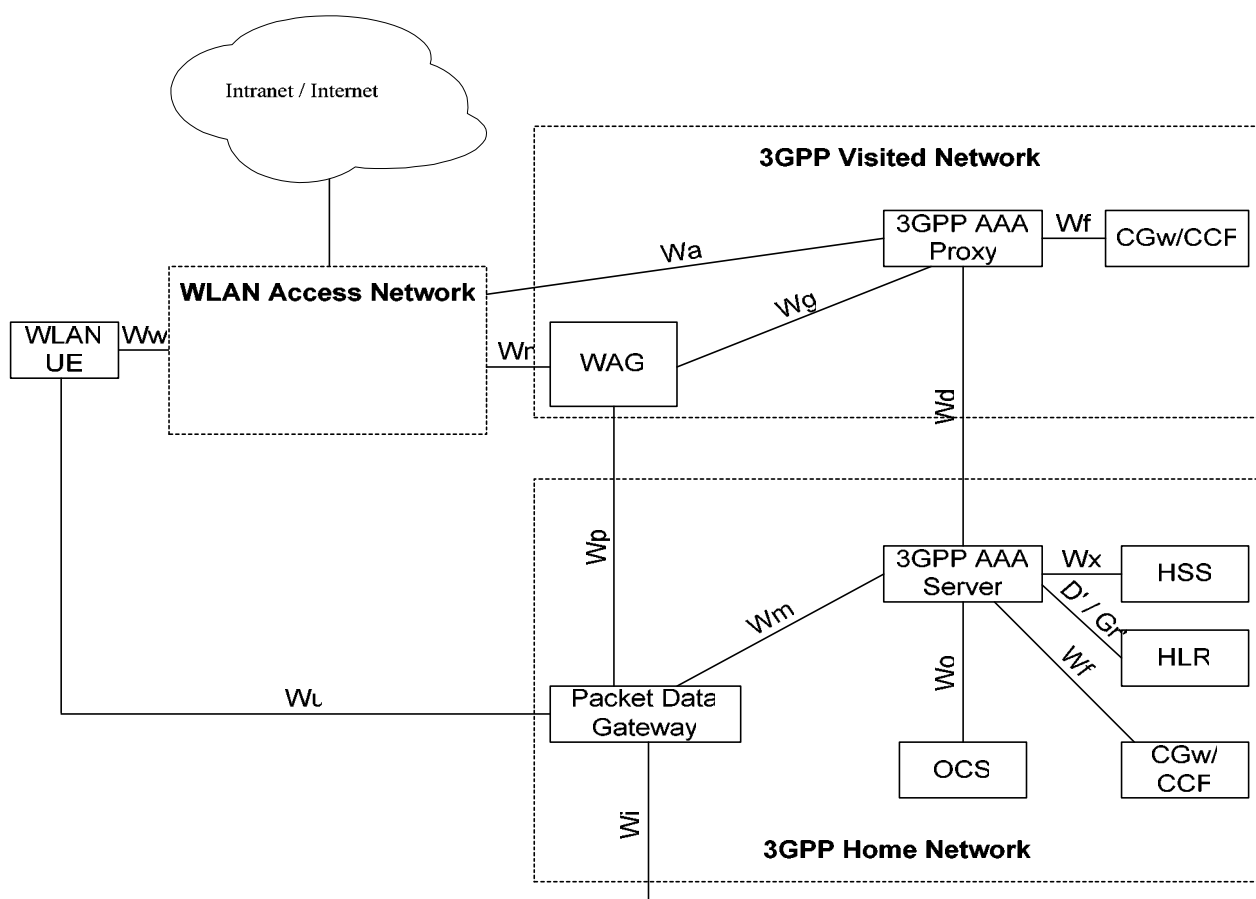 Intranet / Internet
3GPP Visited Network
3GPP AAA
Proxy
Wf
CGw/CCF
Wa
WLAN Access Network
Wg
WLAN
UE
Ww
Wn
WAG
Wd
Wp
3GPP AAA
Server
Wx
HSS
D' / Gr'
HLR
Wm
Wo
Wf
Wu
Packet Data
Gateway
OCS
CGw/
CCF
Wi
3GPP Home Network